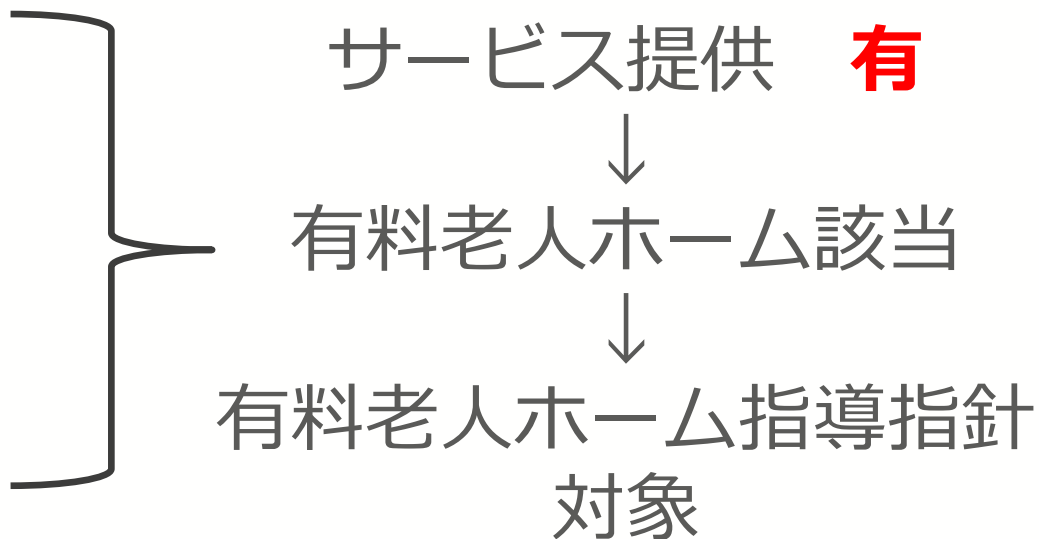 サービス提供　有
↓
有料老人ホーム該当
↓
有料老人ホーム指導指針
対象